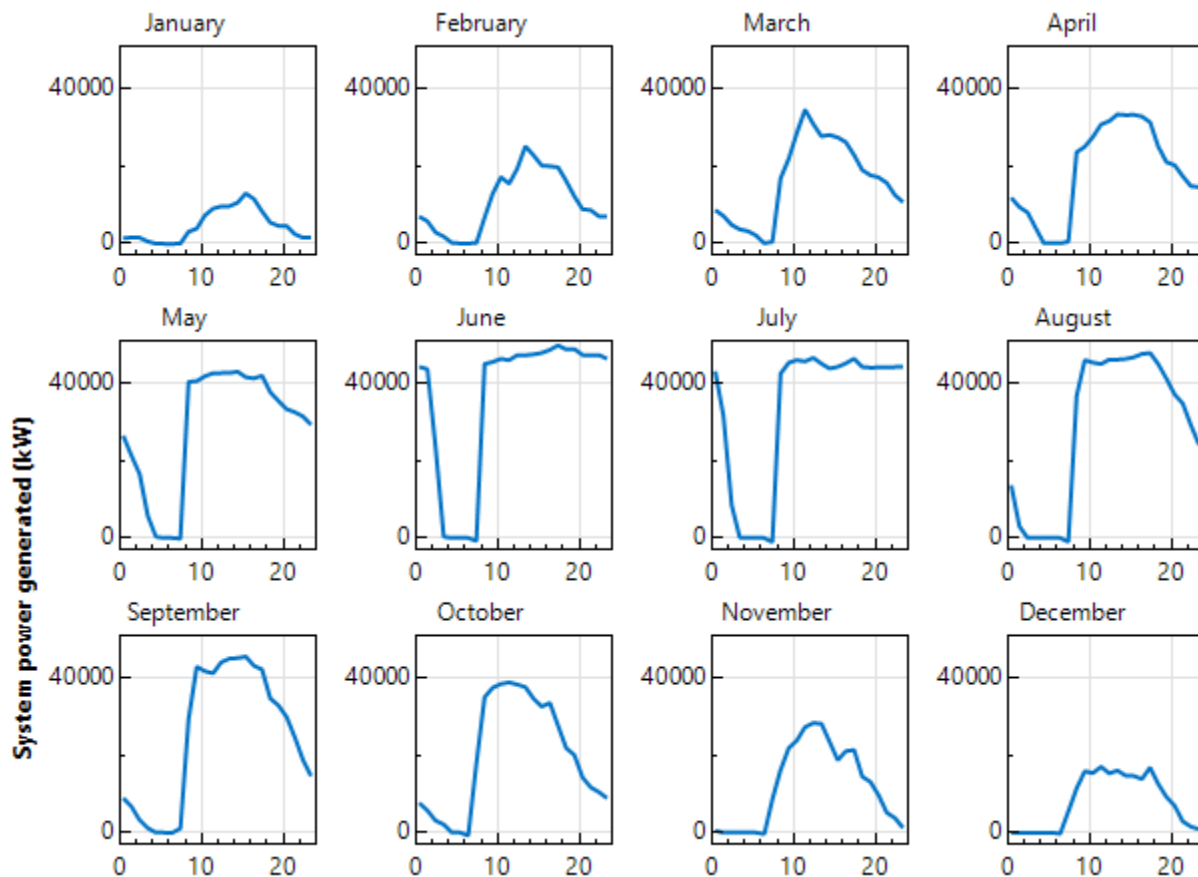 January February March April
40000 40000 40000 40000
0 0 0 0
0 10 20 0 10 20 0 10 20 0 10 20
May June July August
40000 40000 40000 40000
0 0 0 0
0 10 20 0 10 20 0 10 20 0 10 20
September October November December
40000 40000 40000 40000
0 0 0 0
0 10 20 0 10 20 0 10 20 0 10 20
System power generated (kW)